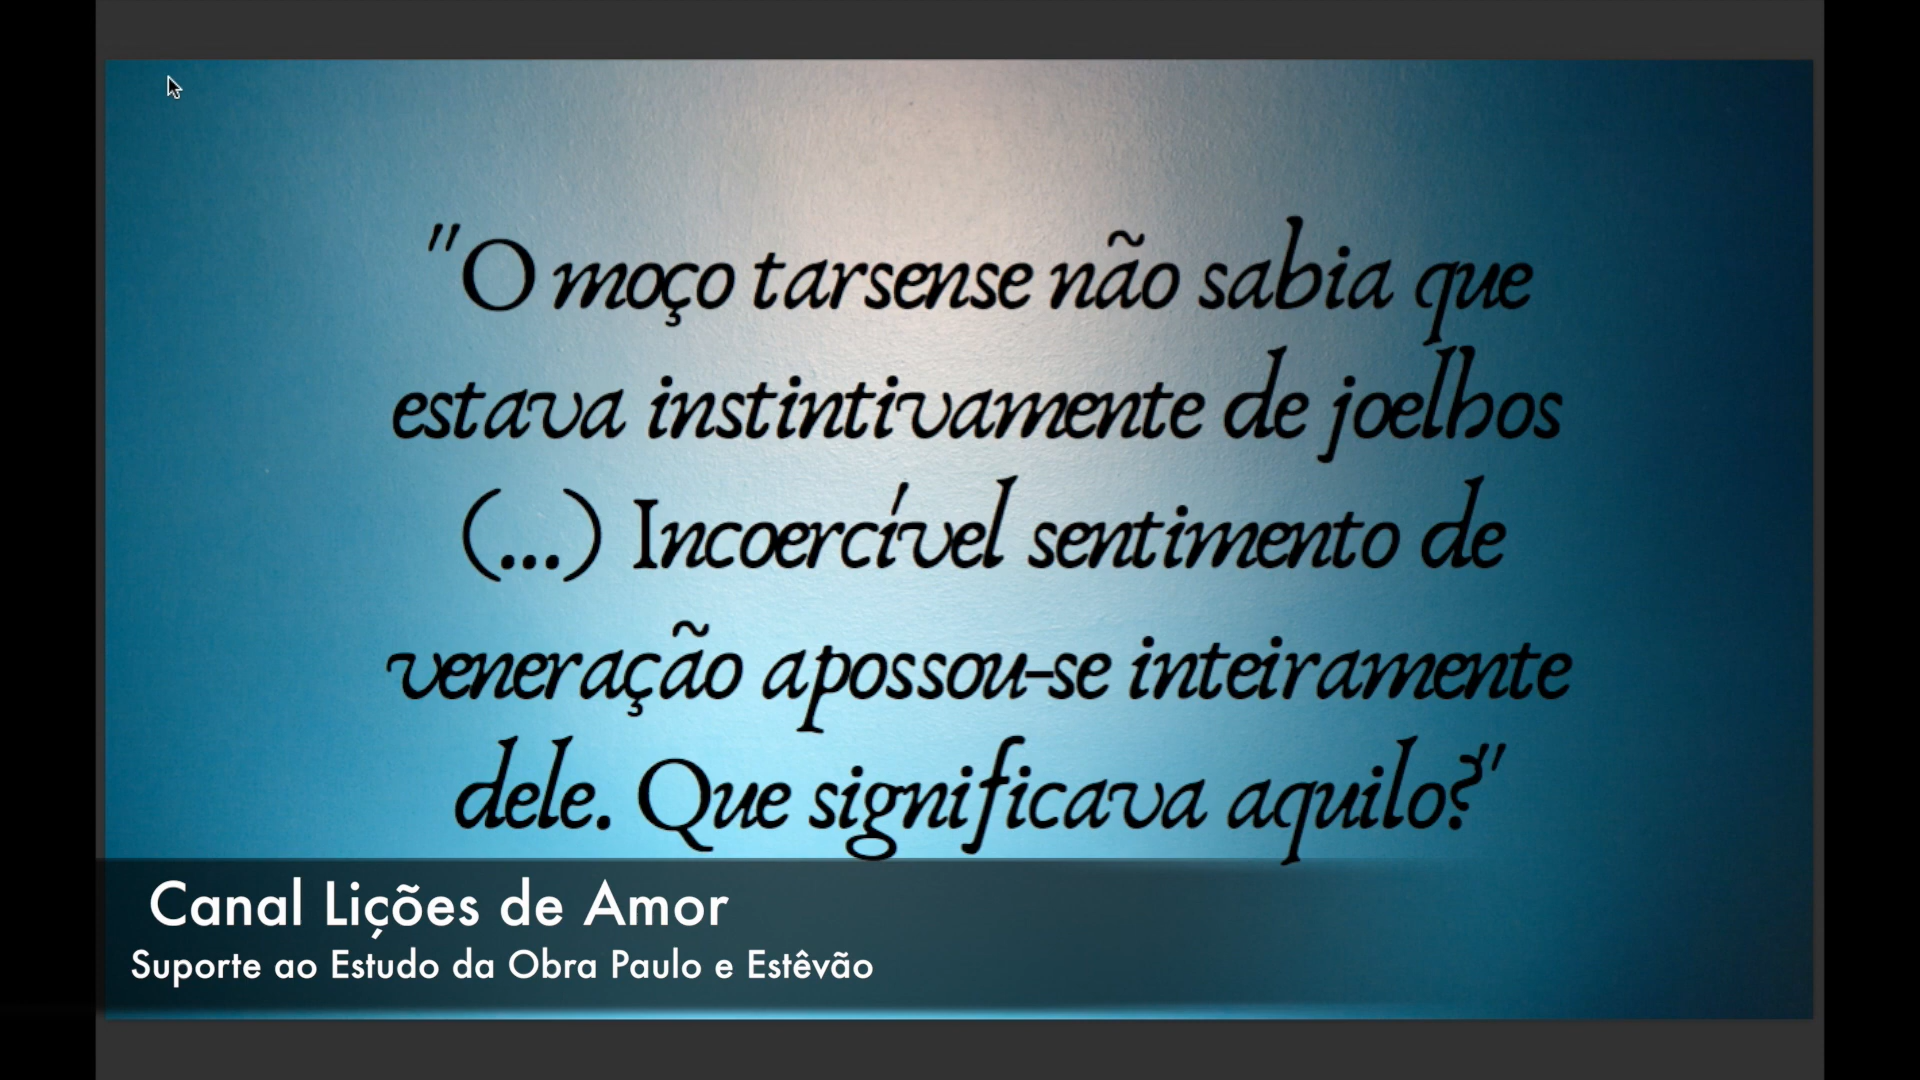 "O moço tarsense não sabia que
estava instintivamente de joelhos
(...) Incoercível sentimento de
veneração apossou-se inteiramente
dele. Que significava aquilo?"
Canal Lições de Amor
Suporte ao Estudo da Obra Paulo e Estêvão